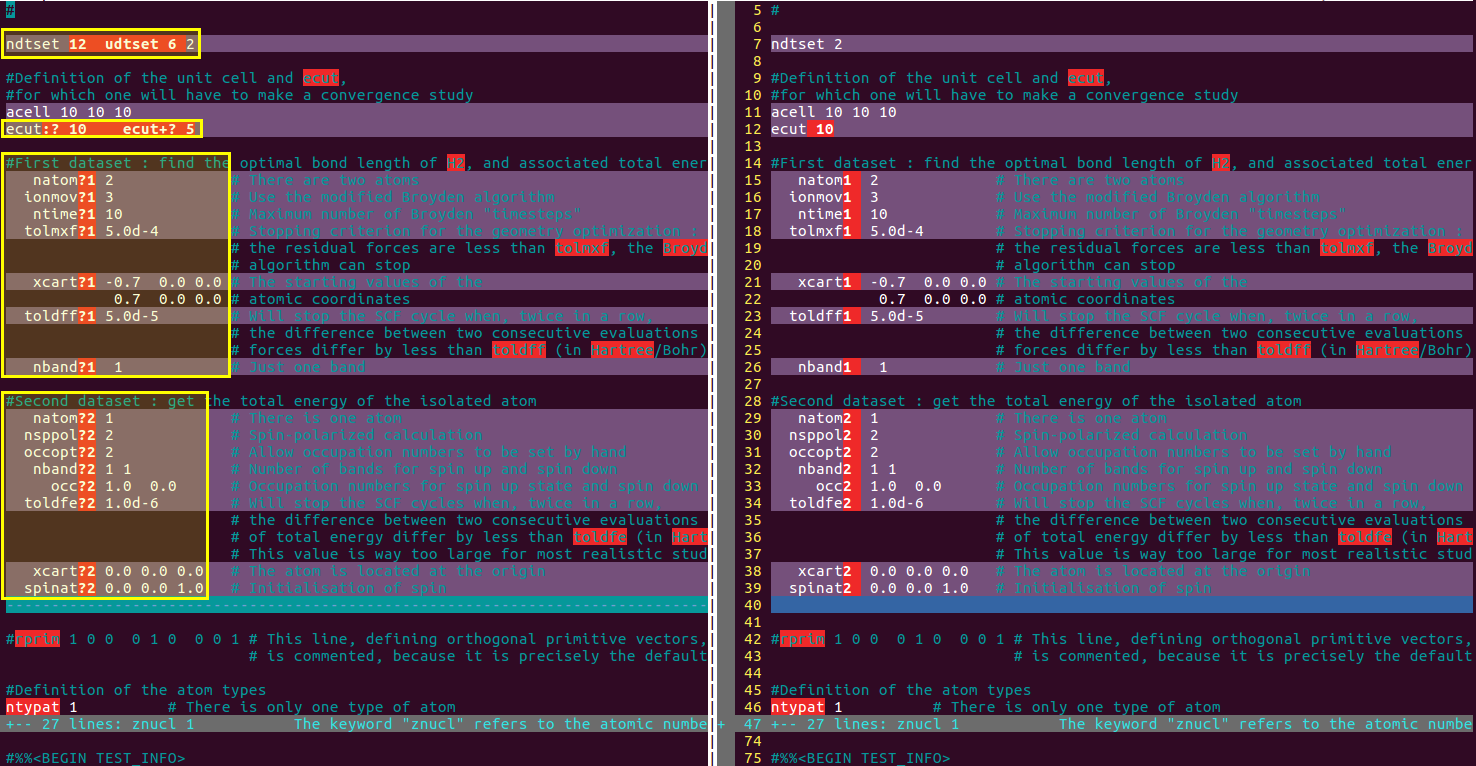 #
ndtset 12  udtset 6 2
#Definition of the unit cell and ecut,
#for which one will have to make a convergence study
acell 10 10 10
ecut:? 10    ecut+? 5
#First dataset : find the optimal bond length of H2, and associated total ener
natom?1 2             # There are two atoms
ionmov?1 3             # Use the modified Broyden algorithm
ntime?1 10            # Maximum number of Broyden "timesteps"
tolmxf?1 5.0d-4        # Stopping criterion for the geometry optimization :
# the residual forces are less than tolmxf, the Broyd
# algorithm can stop
xcart?1 -0.7  0.0 0.0 # The starting values of the
0.7  0.0 0.0 # atomic coordinates
toldff?1 5.0d-5        # Will stop the SCF cycle when, twice in a row,
# the difference between two consecutive evaluations
# forces differ by less than toldff (in Hartree/Bohr)
nband?1  1            # Just one band
#Second dataset : get the total energy of the isolated atom
natom?2 1             # There is one atom
nsppol?2 2             # Spin-polarized calculation
occopt?2 2             # Allow occupation numbers to be set by hand
nband?2 1 1           # Number of bands for spin up and spin down
occ?2 1.0  0.0      # Occupation numbers for spin up state and spin down
toldfe?2 1.0d-6        # Will stop the SCF cycles when, twice in a row,
# the difference between two consecutive evaluations
# of total energy differ by less than toldfe (in Hart
# This value is way too large for most realistic stud
xcart?2 0.0 0.0 0.0   # The atom is located at the origin
spinat?2 0.0 0.0 1.0   # Initialisation of spin
------------------------------------------------------------------------------
#rprim 1 0 0  0 1 0  0 0 1 # This line, defining orthogonal primitive vectors,
# is commented, because it is precisely the default
#Definition of the atom types
ntypat 1          # There is only one type of atom
+-- 27 lines: znucl 1           The keyword "znucl" refers to the atomic numbe
#%%<BEGIN TEST_INFO>
5 #
6
7 ndtset 2
8
9 #Definition of the unit cell and ecut,
10 #for which one will have to make a convergence study
11 acell 10 10 10
12 ecut 10
13
14 #First dataset : find the optimal bond length of H2, and associated total ener
15    natom1  2             # There are two atoms
16   ionmov1  3             # Use the modified Broyden algorithm
17    ntime1  10            # Maximum number of Broyden "timesteps"
18   tolmxf1  5.0d-4        # Stopping criterion for the geometry optimization :
19                          # the residual forces are less than tolmxf, the Broyd
20                          # algorithm can stop
21    xcart1  -0.7  0.0 0.0 # The starting values of the
22             0.7  0.0 0.0 # atomic coordinates
23   toldff1  5.0d-5        # Will stop the SCF cycle when, twice in a row,
24                          # the difference between two consecutive evaluations
25                          # forces differ by less than toldff (in Hartree/Bohr)
26    nband1   1            # Just one band
27
28 #Second dataset : get the total energy of the isolated atom
29    natom2  1             # There is one atom
30   nsppol2  2             # Spin-polarized calculation
31   occopt2  2             # Allow occupation numbers to be set by hand
32    nband2  1 1           # Number of bands for spin up and spin down
33      occ2  1.0  0.0      # Occupation numbers for spin up state and spin down
34   toldfe2  1.0d-6        # Will stop the SCF cycles when, twice in a row,
35                          # the difference between two consecutive evaluations
36                          # of total energy differ by less than toldfe (in Hart
37                          # This value is way too large for most realistic stud
38    xcart2  0.0 0.0 0.0   # The atom is located at the origin
39   spinat2  0.0 0.0 1.0   # Initialisation of spin
40
41
42 #rprim 1 0 0  0 1 0  0 0 1 # This line, defining orthogonal primitive vectors,
43                            # is commented, because it is precisely the default
44
45 #Definition of the atom types
46 ntypat 1          # There is only one type of atom
+ 47 +-- 27 lines: znucl 1           The keyword "znucl" refers to the atomic numbe
74
75 #%%<BEGIN TEST_INFO>